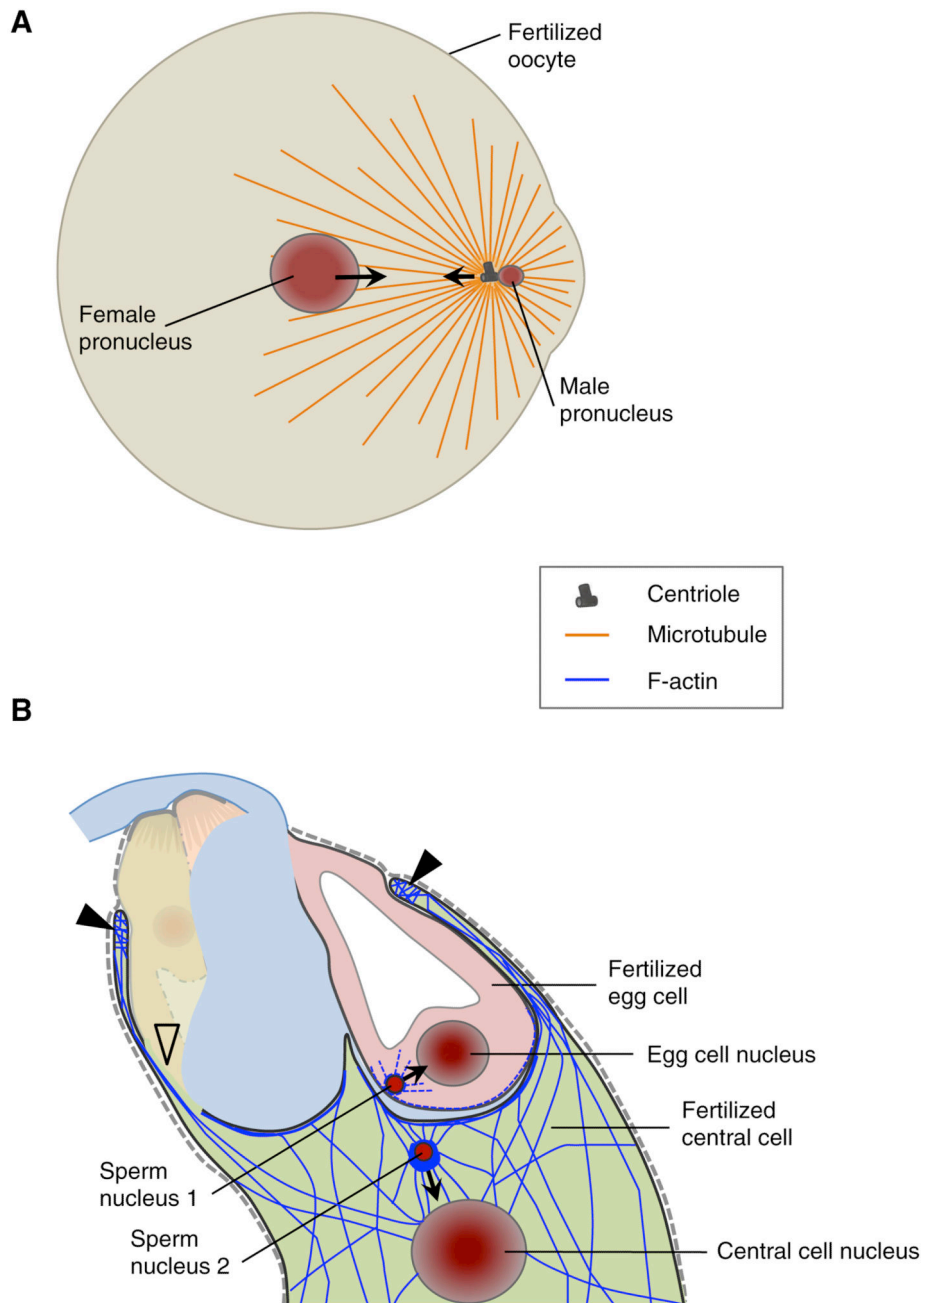 A
Fertilized
oocyte
Female
pronucleus
Male
pronucleus
Centriole
Microtubule
F-actin
B
Fertilized
egg cell
Egg cell nucleus
Fertilized
central cell
Sperm
nucleus 1
Sperm
nucleus 2
Central cell nucleus